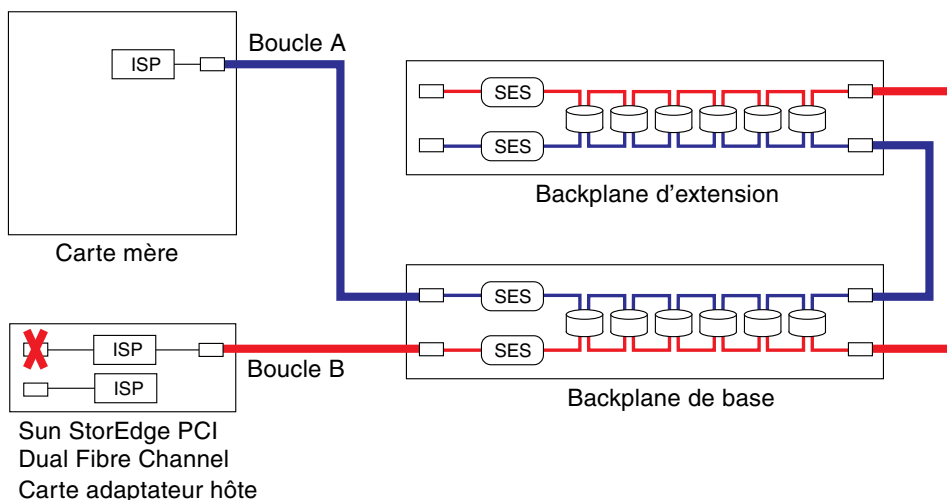 Boucle A
ISP
SES
SES
Backplane d'extension
Carte mère
SES
SES
ISP
ISP
Boucle B
Backplane de base
Sun StorEdge PCI
Dual Fibre Channel
Carte adaptateur hôte